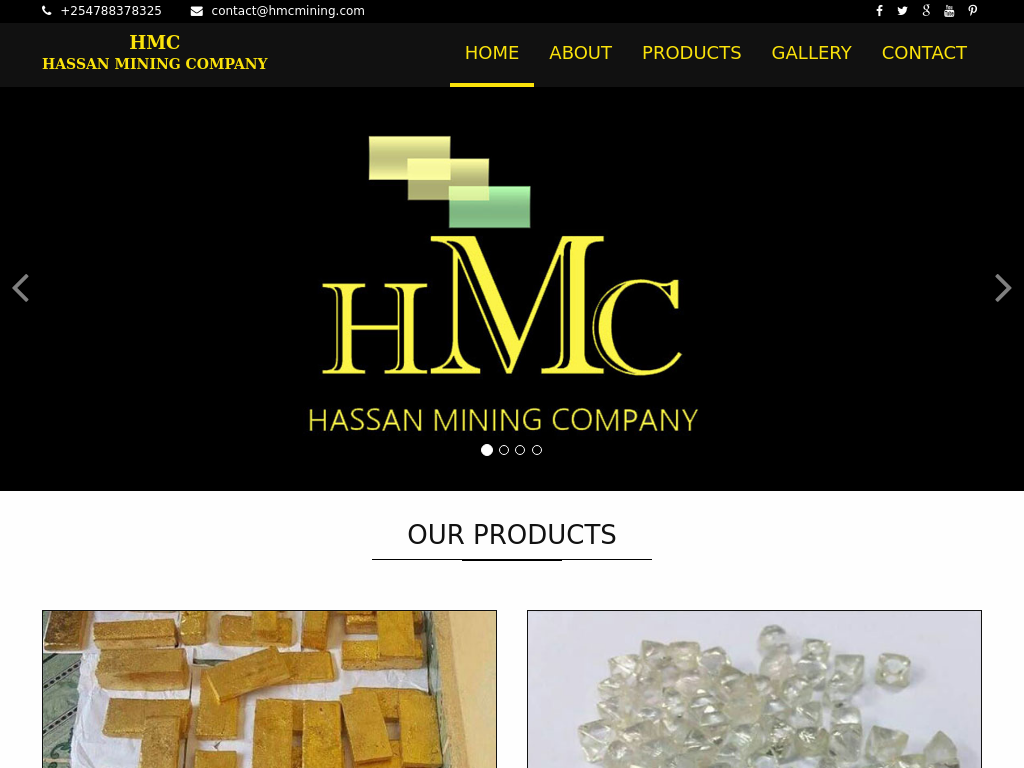 +254788378325 contact@hmcmining.com
HMC
HASSAN MINING COMPANY
HOME ABOUT PRODUCTS GALLERY CONTACT
HMC
HASSAN MINING COMPANY
OUR PRODUCTS